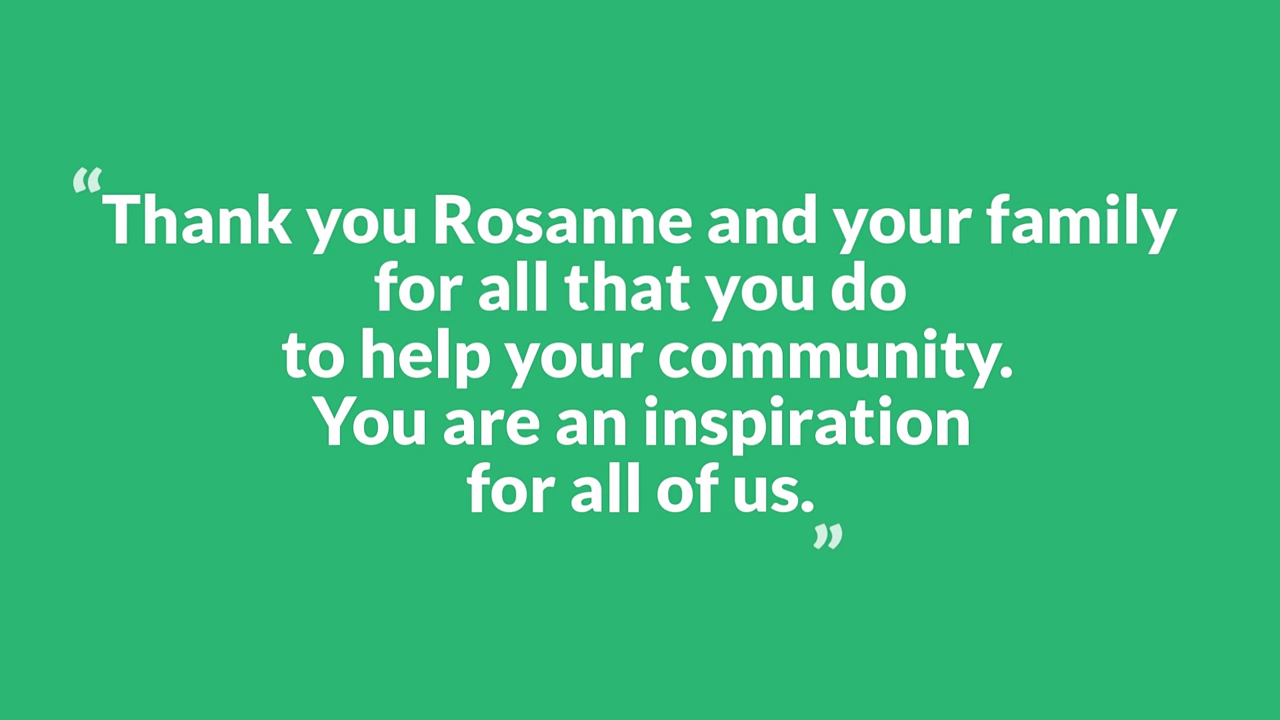 “Thank you Rosanne and your family
for all that you do
to help your community.
You are an inspiration
for all of us.”